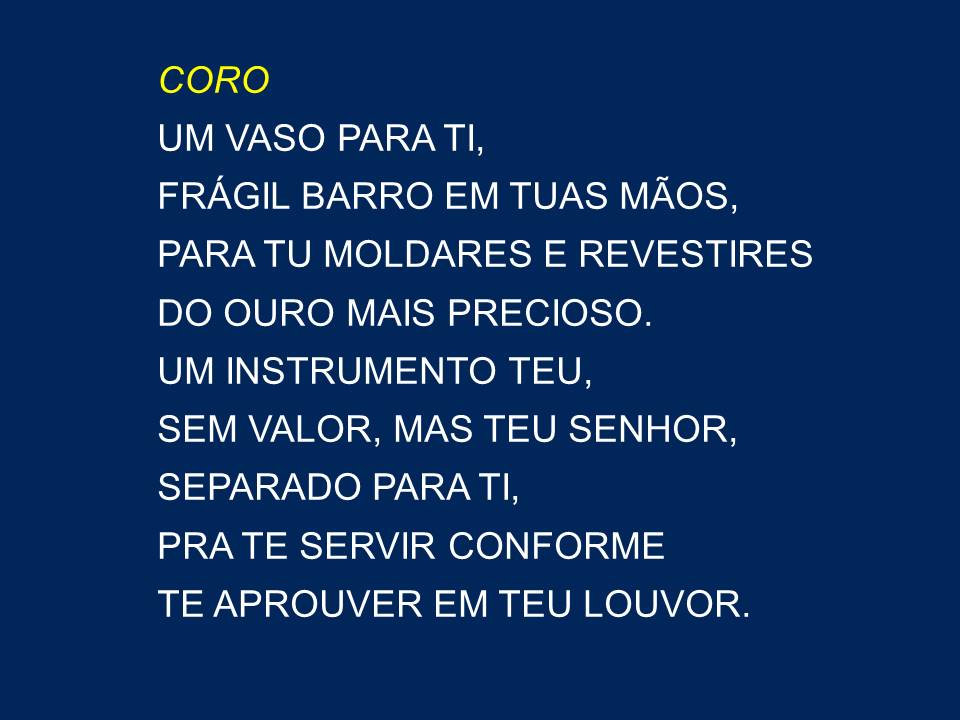 CORO
UM VASO PARA TI,
FRÁGIL BARRO EM TUAS MÃOS,
PARA TU MOLDARES E REVESTIRES
DO OURO MAIS PRECIOSO.
UM INSTRUMENTO TEU,
SEM VALOR, MAS TEU SENHOR,
SEPARADO PARA TI,
PRA TE SERVIR CONFORME
TE APROUVER EM TEU LOUVOR.